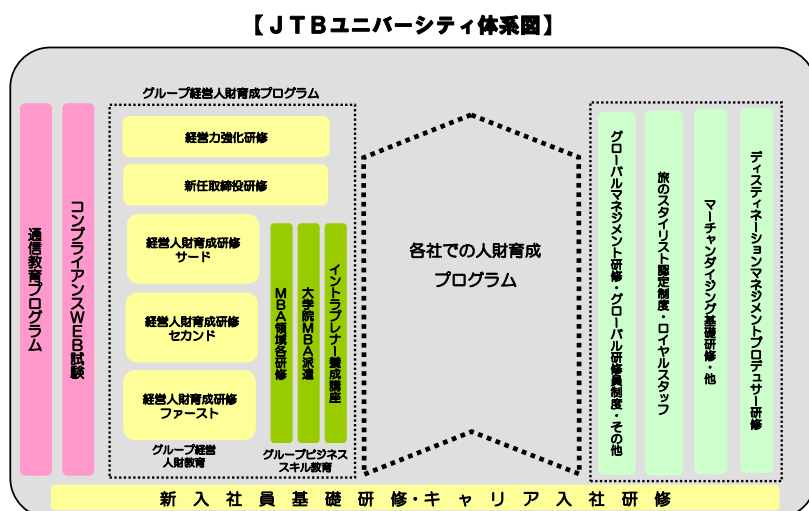 【ＪＴＢユニバーシティ体系図】
グループ経営人財育成プログラム
通信教育プログラム
コンプライアンスＷＥＢ試験
経営力強化研修
新任取締役研修
経営人財育成研修
サード
経営人財育成研修
セカンド
経営人財育成研修
ファースト
グループ経営
人財教育
ＭＢＡ領域各研修
大学院ＭＢＡ派遣
イントラプレナー養成講座
グループビジネス
スキル教育
各社での人財育成
プログラム
グローバルマネジメント研修・グローバル研修員制度・その他
旅のスタイリスト認定制度・ロイヤルスタッフ
マーチャンダイジング基礎研修・他
ディスティネーションマネジメントプロデュサー研修
新入社員基礎研修・キャリア入社研修